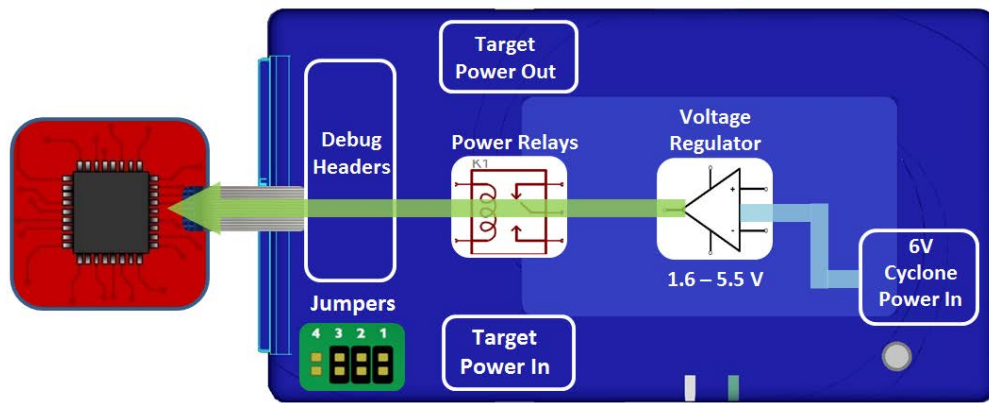 Target
Power Out
Voltage
Regulator
Power Relays
K1
Debug
Headers
+
-
1.6 – 5.5 V
6V
Cyclone
Power In
Jumpers
4 3 2 1
Target
Power In